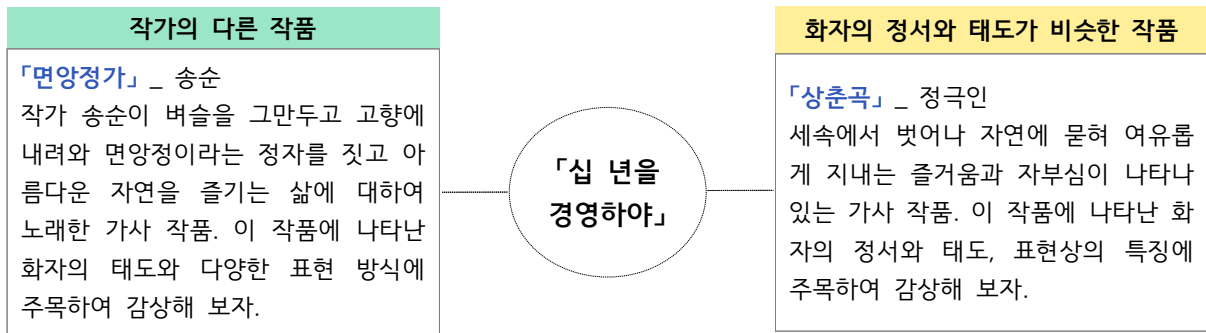 작가의 다른 작품
「면앙정가」 _ 송순
작가 송순이 벼슬을 그만두고 고향에
내려와 면앙정이라는 정자를 짓고 아
름다운 자연을 즐기는 삶에 대하여
노래한 가사 작품. 이 작품에 나타난
화자의 태도와 다양한 표현 방식에
주목하여 감상해 보자.
「십 년을
경영하야」
화자의 정서와 태도가 비슷한 작품
「상춘곡」 _ 정극인
세속에서 벗어나 자연에 묻혀 여유롭
게 지내는 즐거움과 자부심이 나타나
있는 가사 작품. 이 작품에 나타난 화
자의 정서와 태도, 표현상의 특징에
주목하여 감상해 보자.